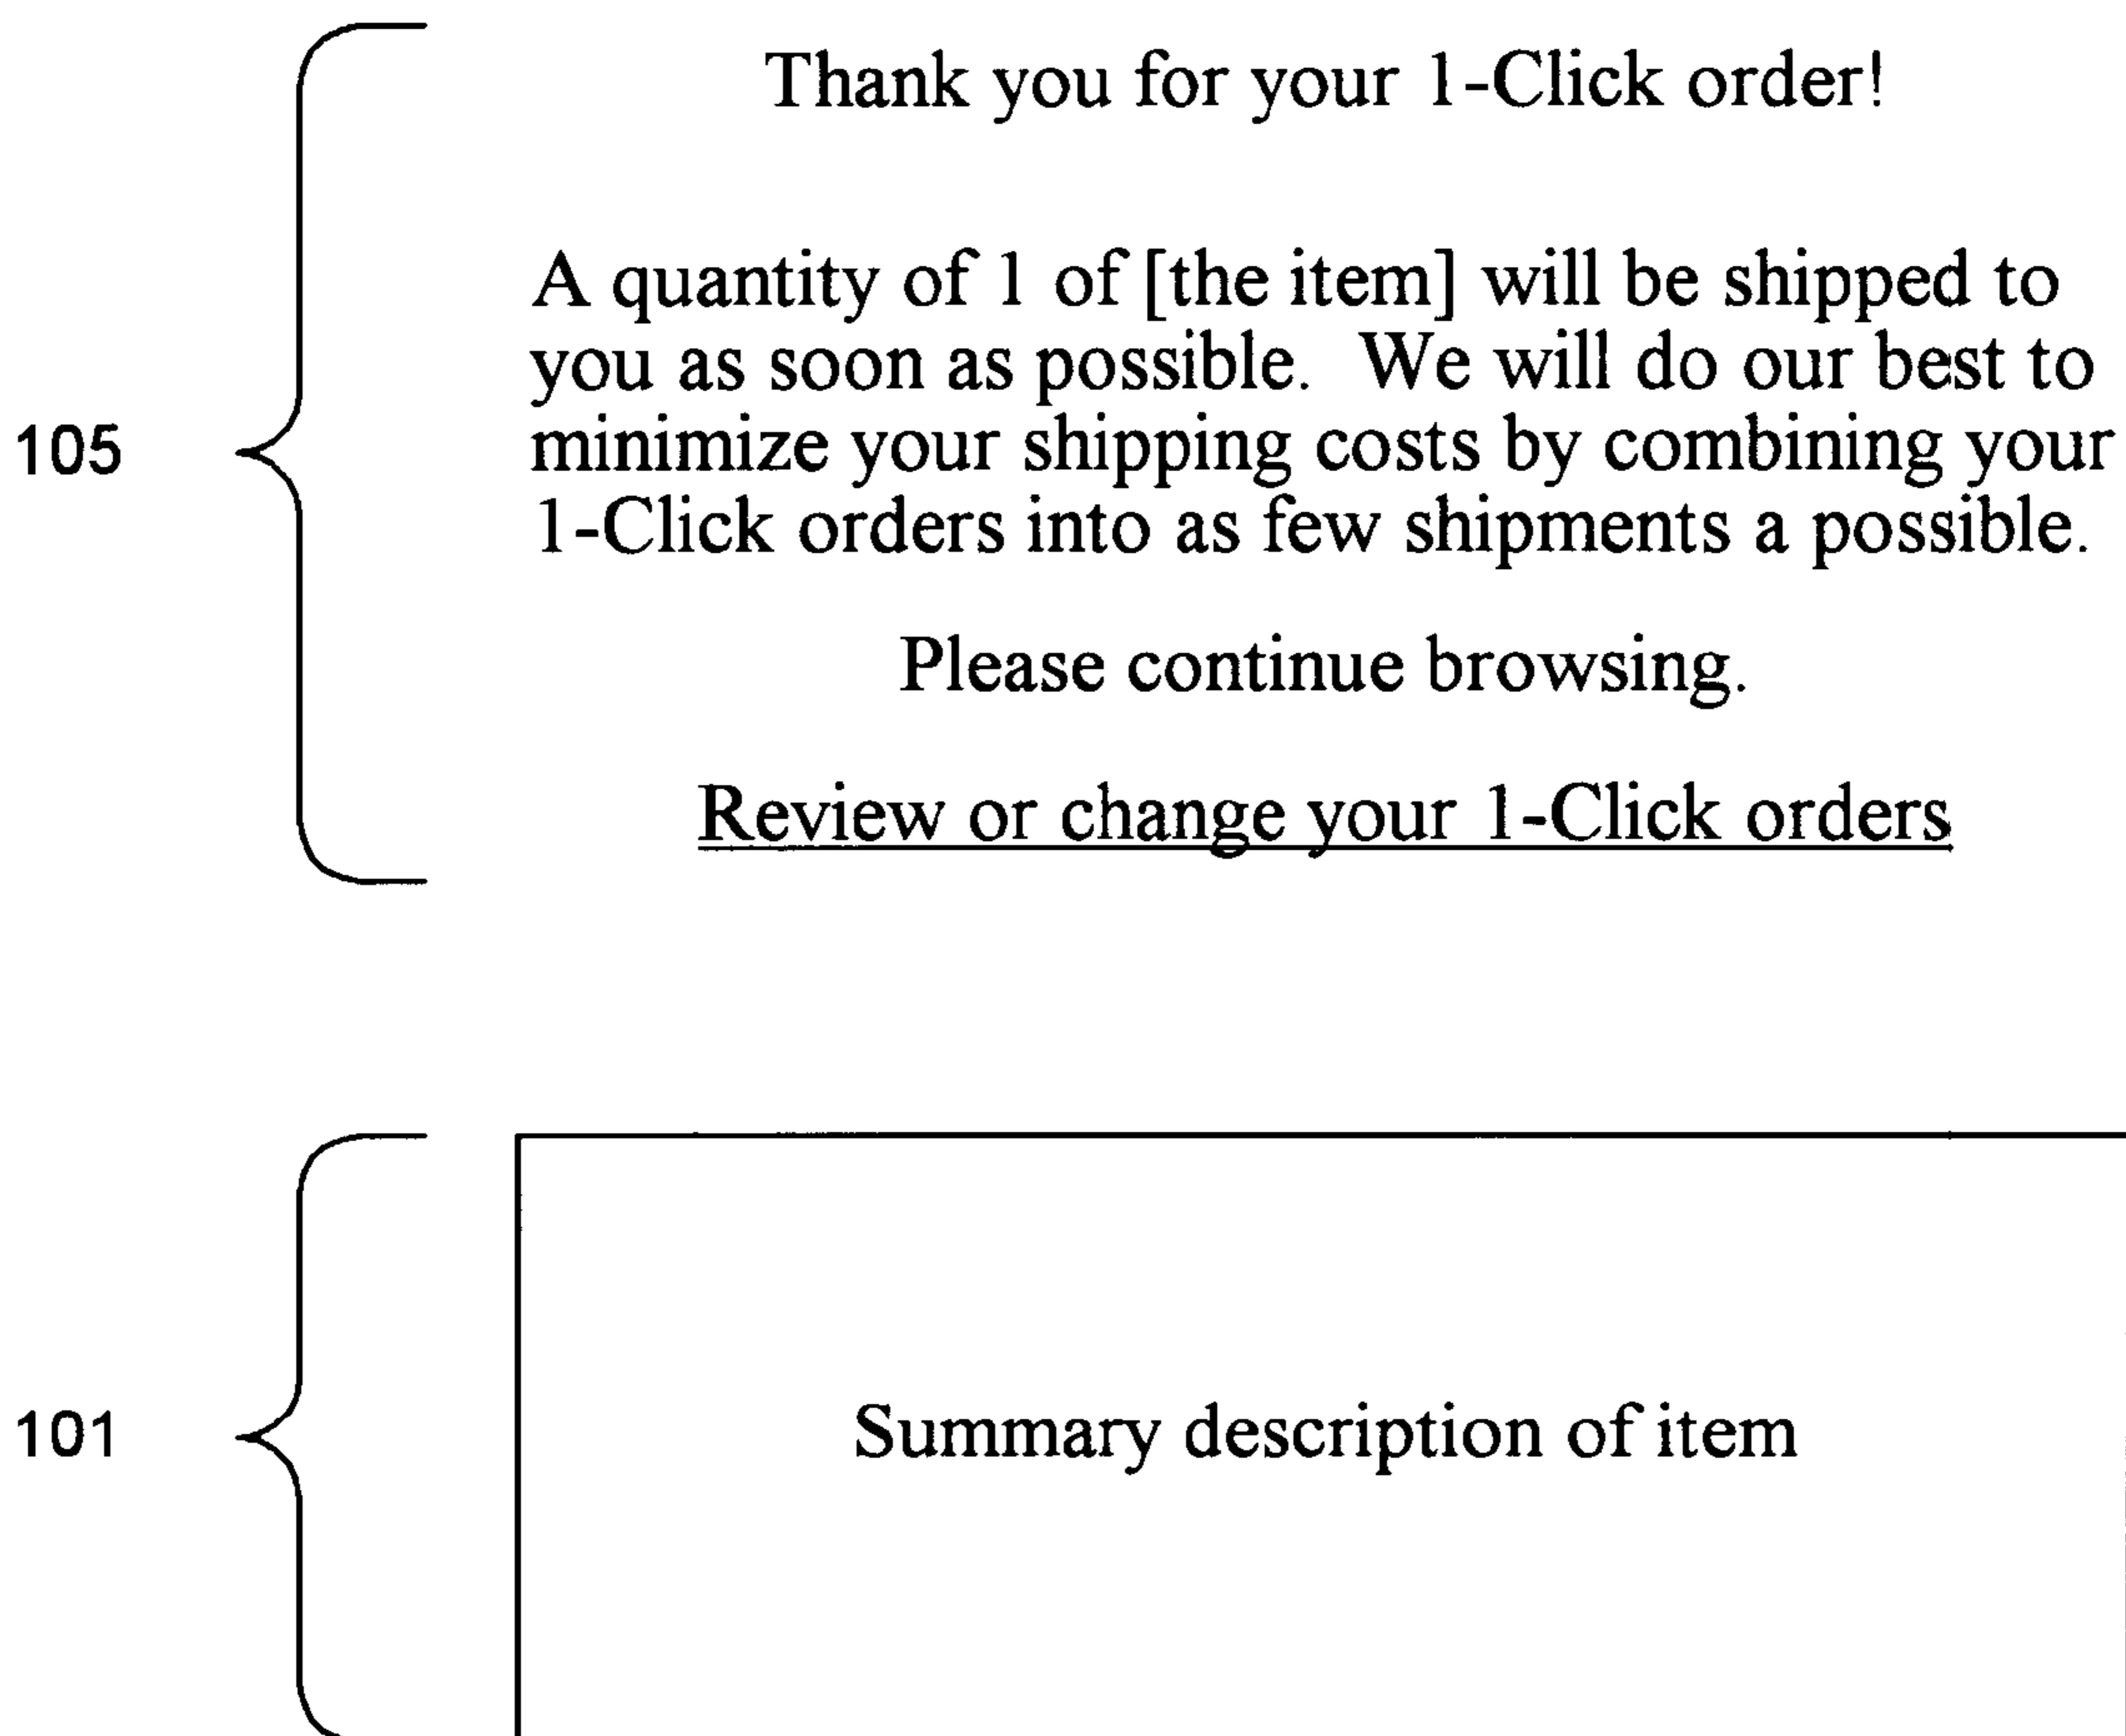 Thank you for your 1-Click order!
A quantity of 1 of [the item] will be shipped to
you as soon as possible. We will do our best to
minimize your shipping costs by combining your
105
1-Click orders into as few shipments a possible.
Please continue browsing.
Review or change your 1-Click orders
101
Summary description of item